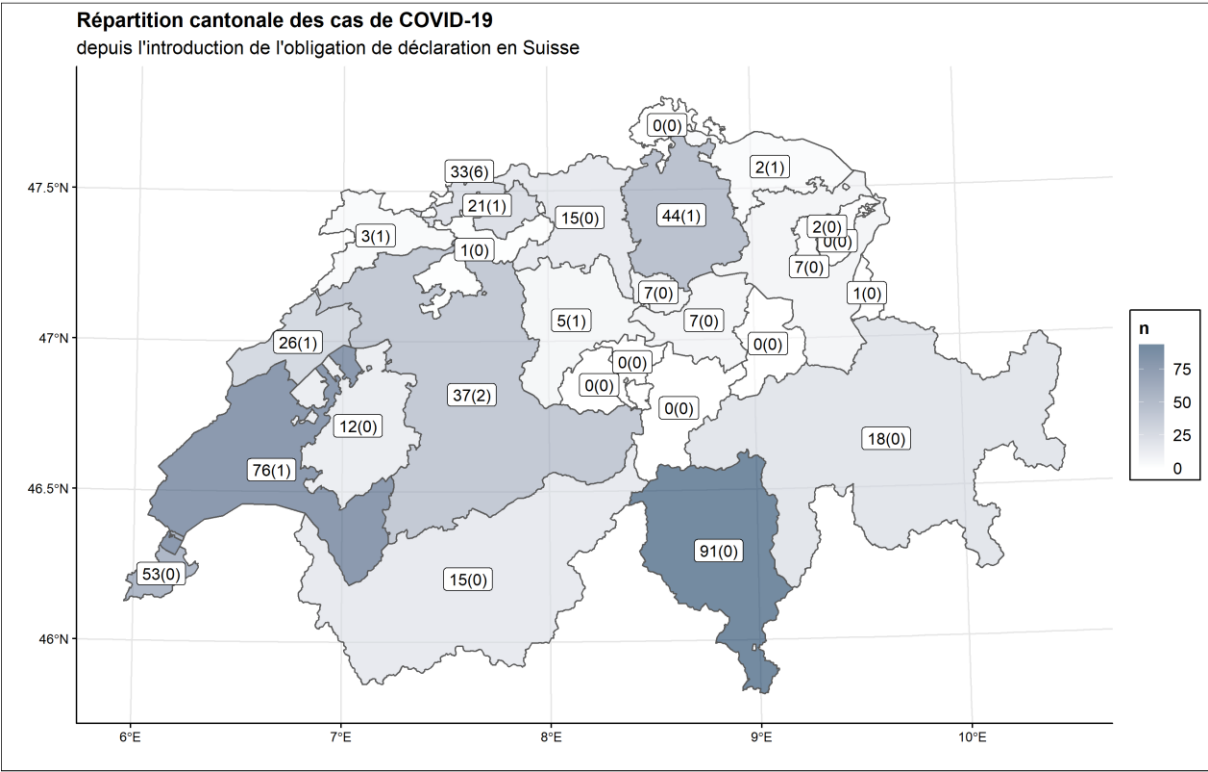 Répartition cantonale des cas de COVID-19
depuis l'introduction de l'obligation de déclaration en Suisse
0(0)
2(1)
33(6)
47.5°N
21(1)
15(0)
44(1)
2(0)
3(1)
0(0)
1(0)
7(0)
7(0)
1(0)
5(1)
7(0)
47°N
26(1)
0(0)
0(0)
0(0)
37(2)
0(0)
12(0)
18(0)
76(1)
46.5°N
91(0)
53(0)
15(0)
46°N
6°E
7°E
8°E
9°E
10°E
n
75
50
25
0